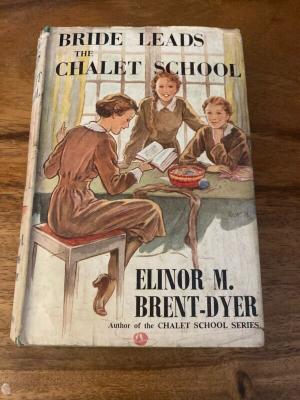 BRIDE LEADS
THE
CHALET SCHOOL
ELINOR M.
BRENT-DYER
Author of the CHALET SCHOOL SERIES